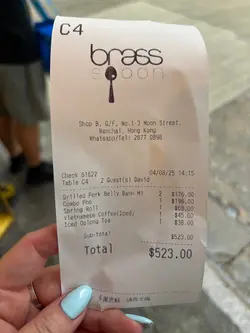 C4
brass
spoon
Shop B, G/F, No.1-3 Moon Street,
Wanchai, Hong Kong
Whatsapp/Tel: 2877 0898
Check 61622 04/08/25 14:15
Table C4 2 Guest(s) David
Grilled Pork Belly Banh Mi 2 $176.00
Combo Pho 1 $196.00
Spring Roll 1 $68.00
Vietnamese Coffee(Iced) 1 $45.00
Iced Oolong Tea 1 $38.00
Sub-total $523.00
Total $523.00